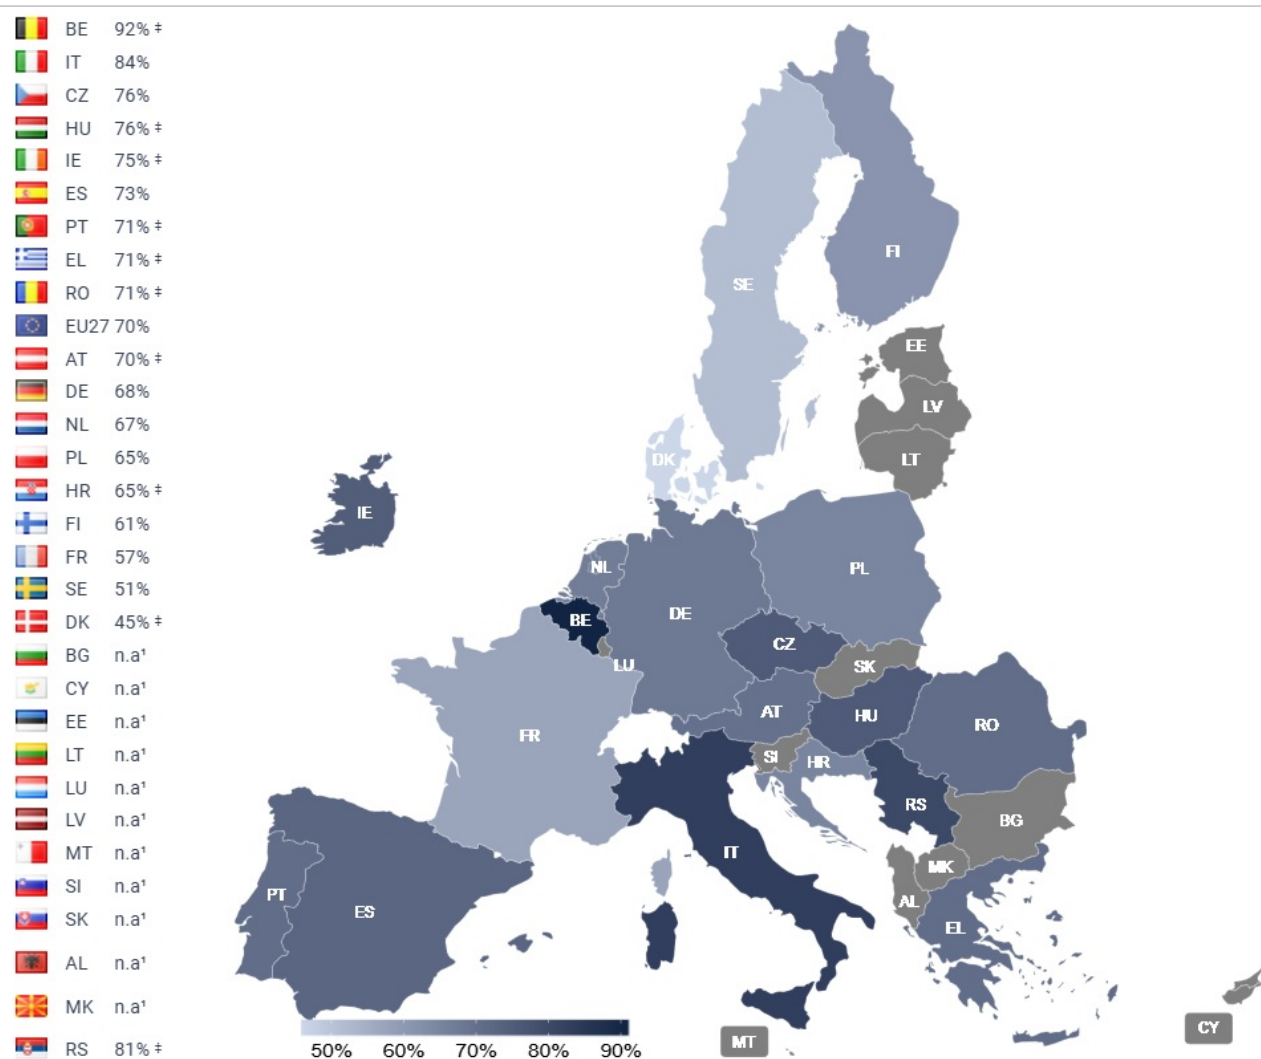 BE 92% ‡
IT 84%
CZ 76%
HU 76% ‡
IE 75% ‡
ES 73%
PT 71% ‡
EL 71% ‡
RO 71% ‡
EU27 70%
AT 70% ‡
DE 68%
NL 67%
PL 65%
HR 65% ‡
FI 61%
FR 57%
SE 51%
DK 45% ‡
BG n.a¹
CY n.a¹
EE n.a¹
LT n.a¹
LU n.a¹
LV n.a¹
MT n.a¹
SI n.a¹
SK n.a¹
AL n.a¹
MK n.a¹
RS 81% ‡
FI
SE
EE
LV
LT
DK
IE
NL
PL
DE
BE
CZ
LU
SK
AT
HU
RO
FR
SI
HR
RS
BG
IT
MK
PT
AL
ES
EL
CY
MT
50% 60% 70% 80% 90%